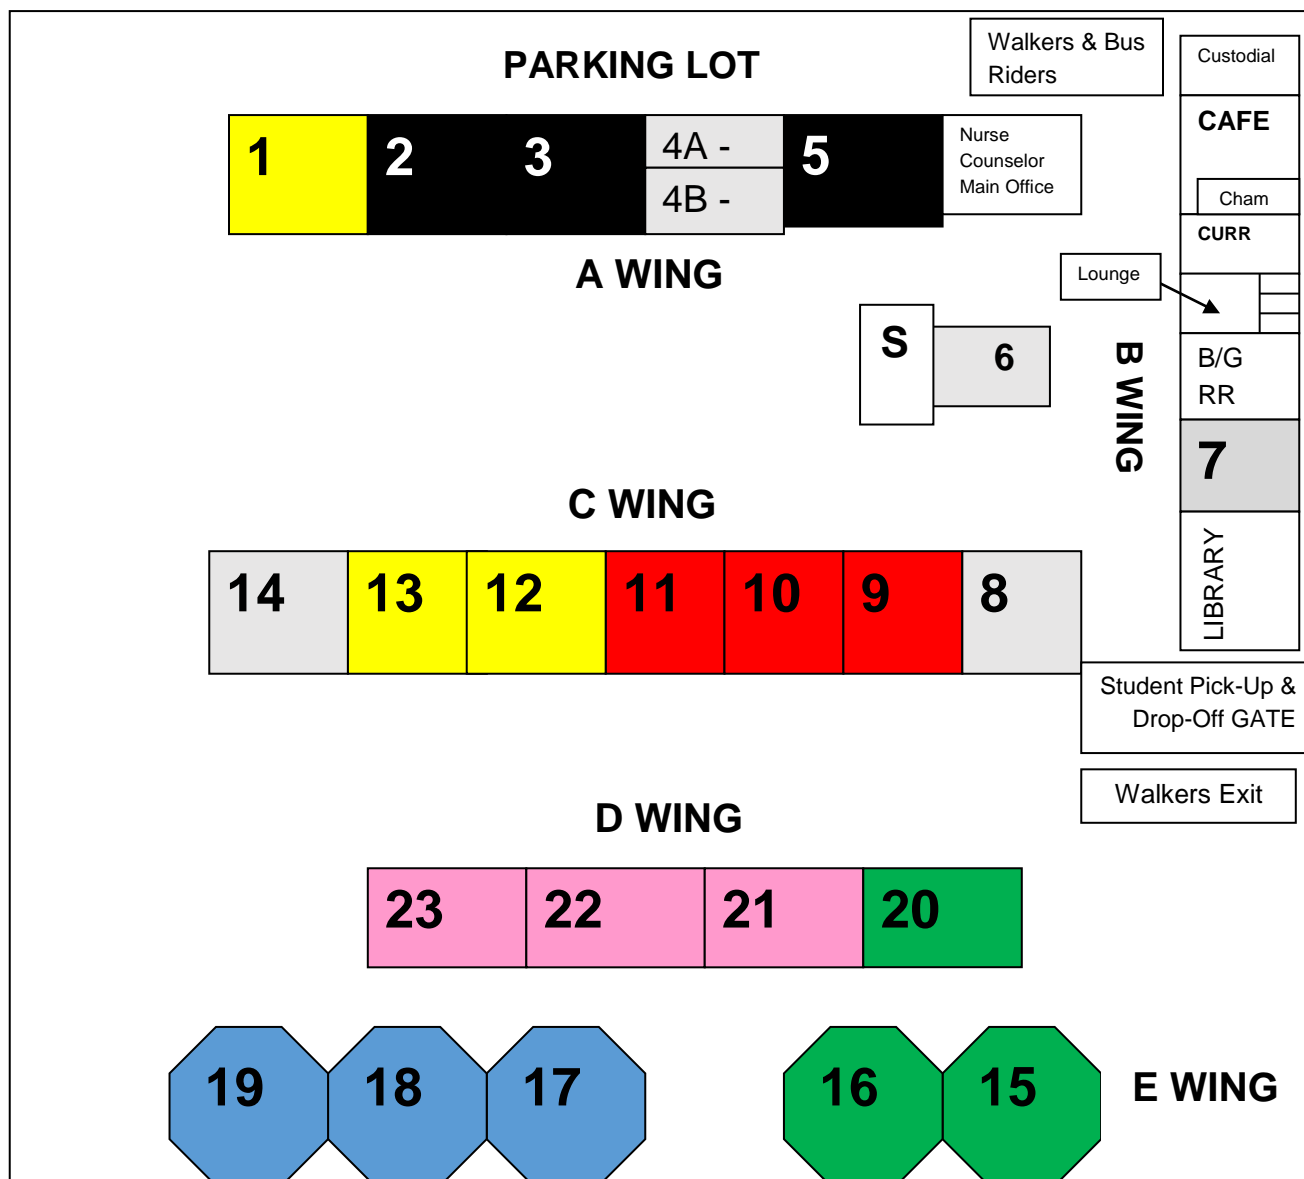 PARKING LOT
Walkers & Bus
Riders
Custodial
CAFE
Cham
CURR
1
2
3
4A -
4B -
5
Nurse
Counselor
Main Office
A WING
Lounge
S
6
B WING
B/G
RR
7
LIBRARY
C WING
14
13
12
11
10
9
8
Student Pick-Up &
Drop-Off GATE
Walkers Exit
D WING
23
22
21
20
19
18
17
16
15
E WING